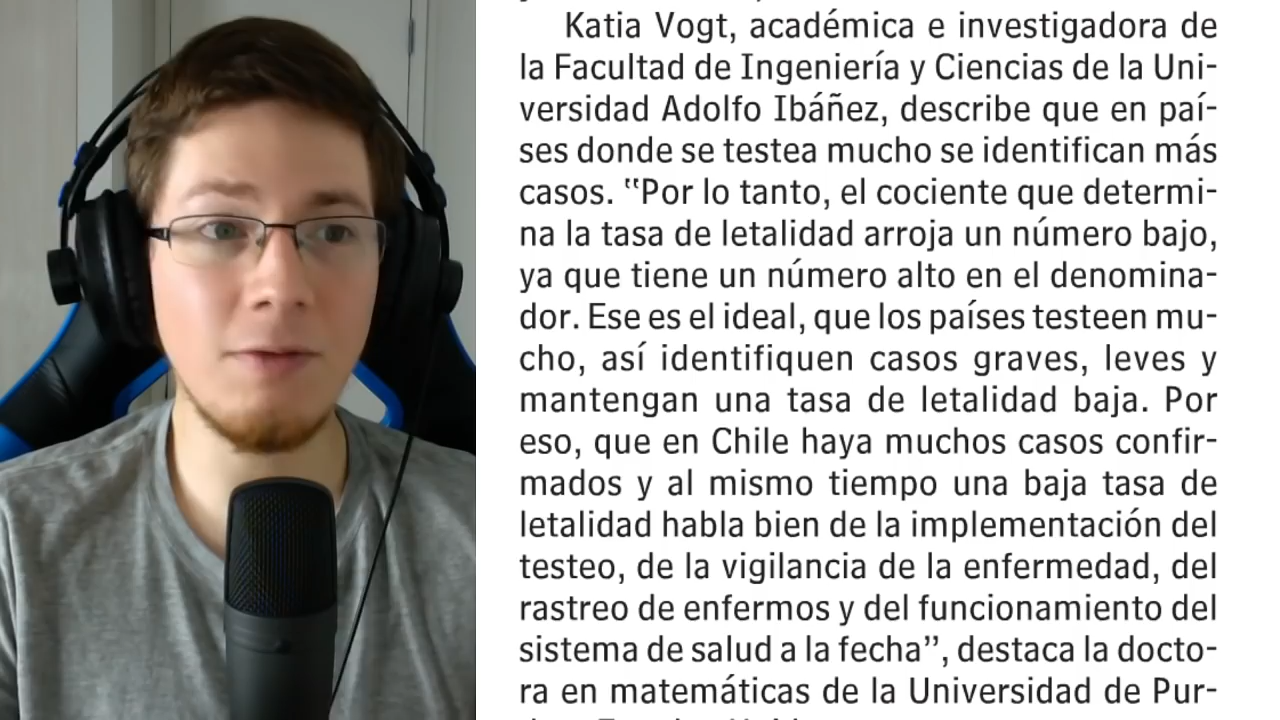 Katia Vogt, académica e investigadora de
la Facultad de Ingeniería y Ciencias de la Uni-
versidad Adolfo Ibáñez, describe que en paí-
ses donde se testea mucho se identifican más
casos. “Por lo tanto, el cociente que determi-
na la tasa de letalidad arroja un número bajo,
ya que tiene un número alto en el denomina-
dor. Ese es el ideal, que los países testeen mu-
cho, así identifiquen casos graves, leves y
mantengan una tasa de letalidad baja. Por
eso, que en Chile haya muchos casos confir-
mados y al mismo tiempo una baja tasa de
letalidad habla bien de la implementación del
testeo, de la vigilancia de la enfermedad, del
rastreo de enfermos y del funcionamiento del
sistema de salud a la fecha”, destaca la docto-
ra en matemáticas de la Universidad de Pur-